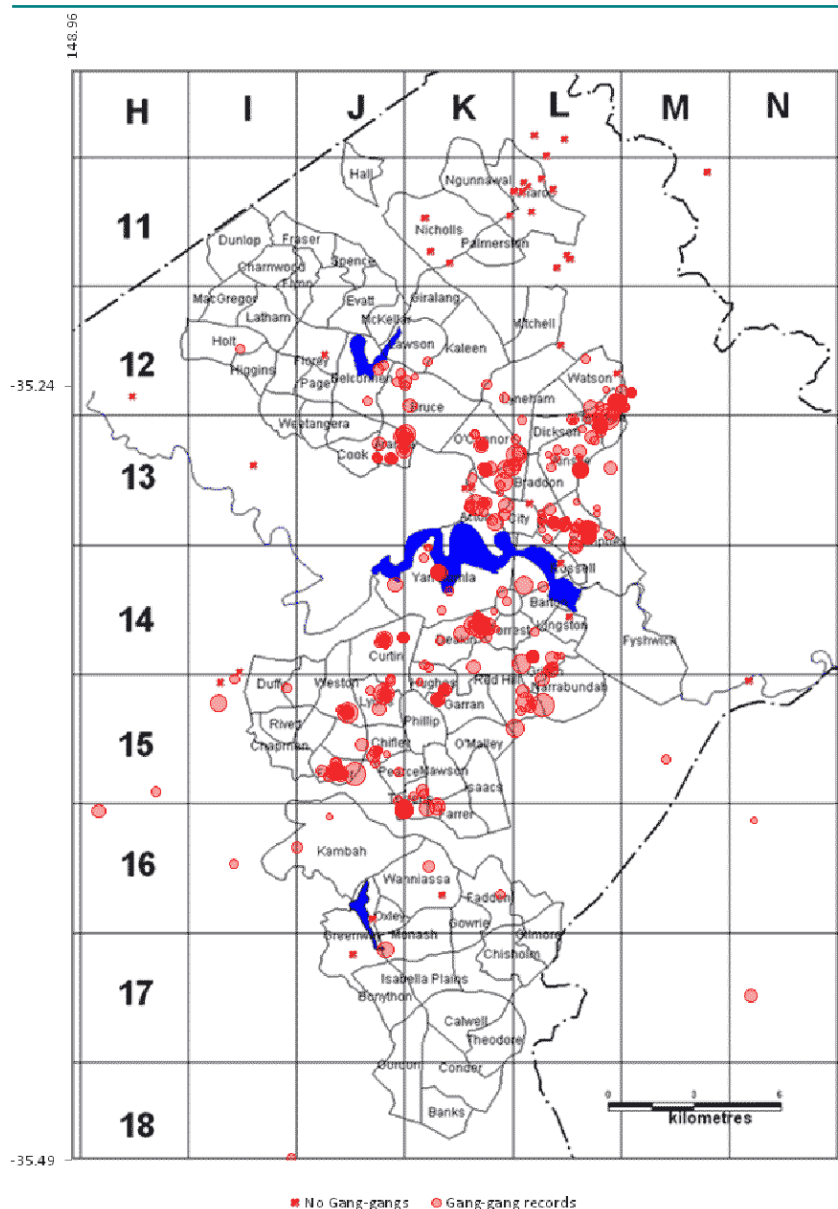 148.96
H I J K L M N
Hall
Ngunnawal
11
Nicholls
Dunlop
Fraser
Palmerston
Charnwood
Spence
Flynn
MacGregor
Evatt
Giralang
Latham
McKellar
Mitchell
Holt
Lawson
Kaleen
12
Florey
Watson
-35.24
Higgins
Page
Belconnen
Lyneham
Bruce
Weetangera
O'Connor
Dickson
Cook
13
Braddon
City
Russell
14
Kingston
Deakin
Forrest
Fyshwick
Curtin
Duffy
Weston
Hughes
Red Hill
Narrabundah
Garran
Rivett
Phillip
15
Chapman
Chifley
O'Malley
Pearce
Mawson
Isaacs
Farrer
Kambah
16
Wanniassa
Fadden
Oxley
Gowrie
Greenway
Monash
Gilmore
Chisholm
Isabella Plains
17
Bonython
Calwell
Theodore
Gordon
Conder
0 3 6
kilometres
18
Banks
-35.49
No Gang-gangs Gang-gang records